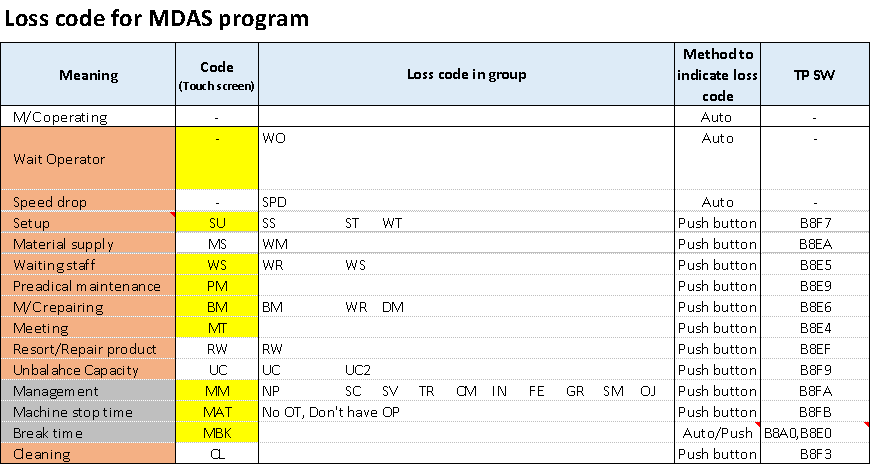 Loss code for MDAS program
Meaning Code (Touch screen) Loss code in group Method to indicate loss code TP SW
M/C operating - Auto -
Wait Operator - WO Auto -
Speed drop - SPD Auto -
Setup SU SS ST WT Push button B8F7
Material supply MS WM Push button B8EA
Waiting staff WS WR WS Push button B8E5
Preadical maintenance PM Push button B8E9
M/C repairing BM BM WR DM Push button B8E6
Meeting MT Push button B8E4
Resort/Repair product RW RW Push button B8EF
Unbalahce Capacity UC UC UC2 Push button B8F9
Management MM NP SC SV TR CM IN FE GR SM OJ Push button B8FA
Machine stop time MAT No OT, Don't have OP Push button B8FB
Break time MBK Auto/Push B8A0,B8E0
Cleaning CL Push button B8F3